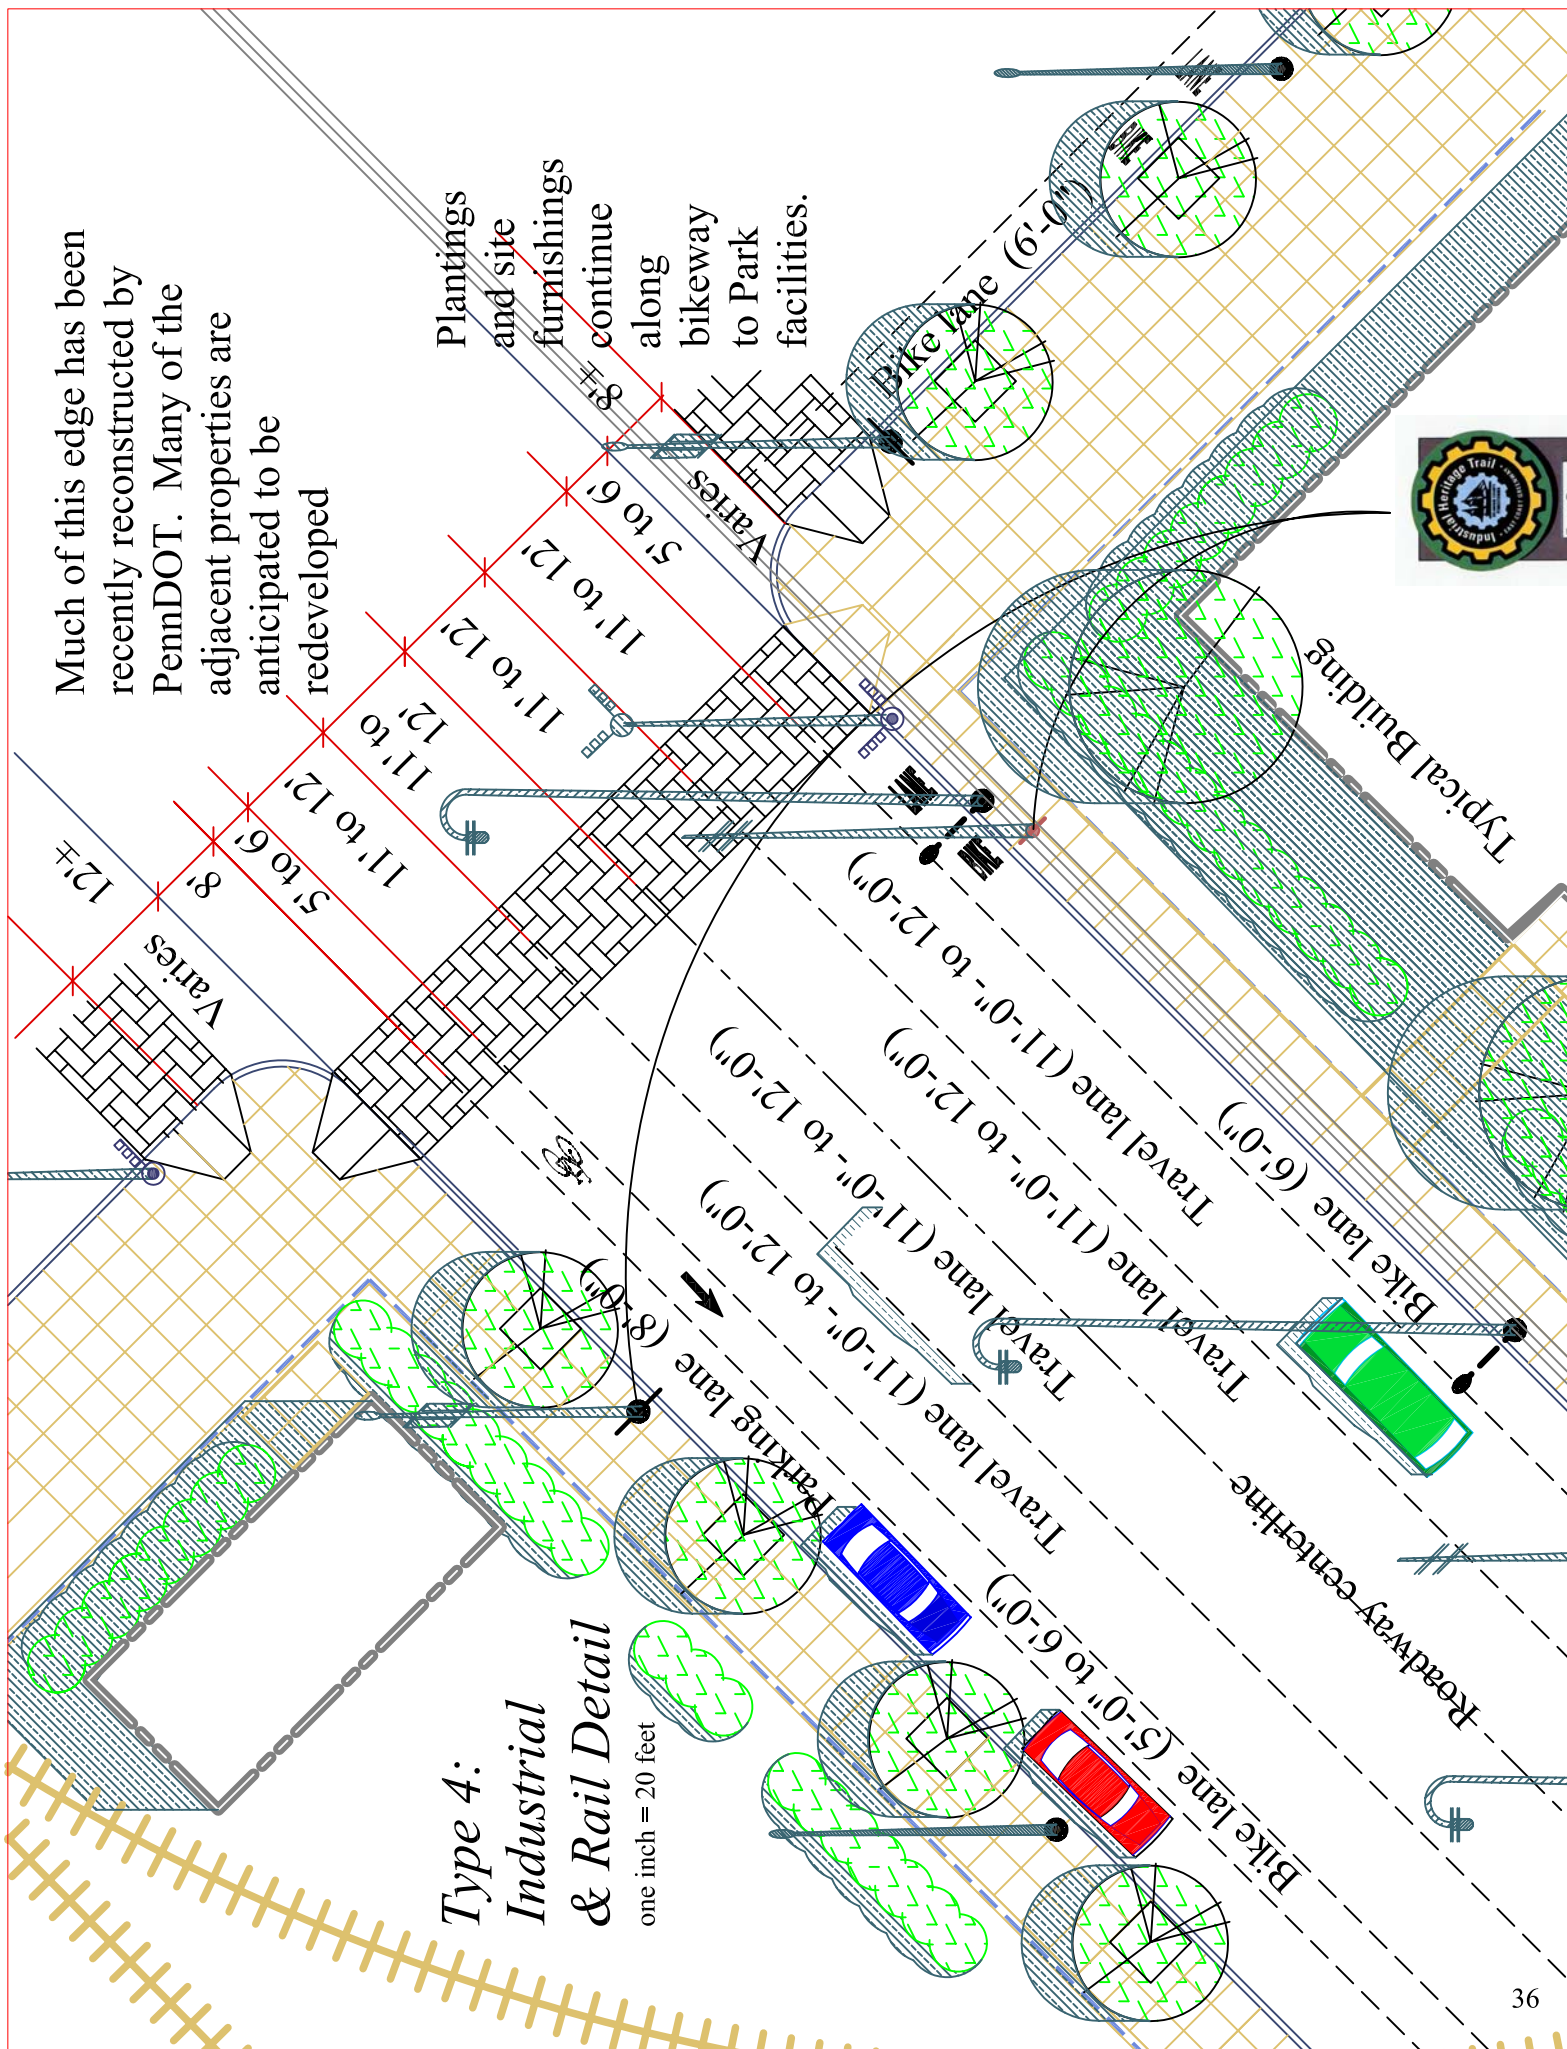 Much of this edge has been
recently reconstructed by
PennDOT. Many of the
adjacent properties are
anticipated to be
redeveloped
Plantings
and site
furnishings
continue
along
bikeway
to Park
facilities.
12'±
Varies
8'
5' to 6'
11' to 12'
11' to
12'
11' to 12'
11' to 12'
5' to 6'
8'±
Varies
Bike lane (6'-0")
BIKE
LANE
Parking lane (8'-0")
Bike lane (5'-0" to 6'-0")
Travel lane (11'-0" - to 12'-0")
Travel lane (11'-0"- to 12'-0")
Roadway centerline
Travel lane (11'-0"- to 12'-0")
Travel lane (11'-0"- to 12'-0")
Bike lane (6'-0")
Typical Building
Industrial Heritage Trail
Type 4:
Industrial
& Rail Detail
one inch = 20 feet
36